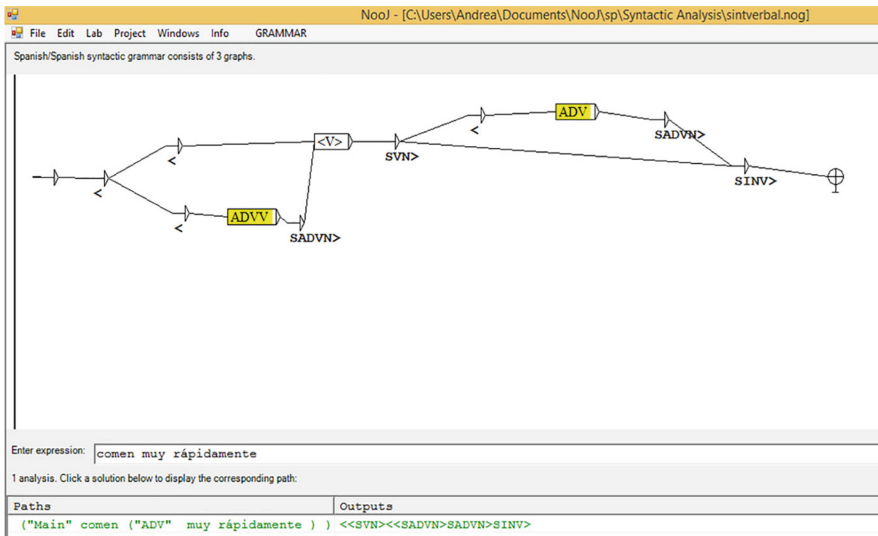 NooJ - [C:\Users\Andrea\Documents\NooJ\sp\Syntactic Analysis\sintverbal.nog]
File Edit Lab Project Windows Info GRAMMAR
Spanish/Spanish syntactic grammar consists of 3 graphs.
< ADV SADVN>
< <V> SVN>
< SINV>
< ADVV SADVN>
Enter expression: comen muy rápidamente
1 analysis. Click a solution below to display the corresponding path:
Paths Outputs
("Main" comen ("ADV" muy rápidamente ) ) <<SVN><<SADVN>SADVN>SINV>